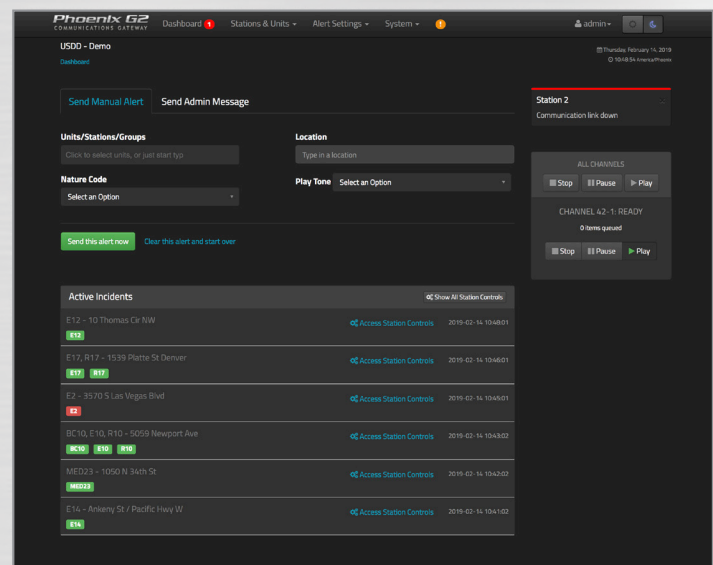 Phoenix G2
COMMUNICATIONS GATEWAY
Dashboard 1 Stations & Units Alert Settings System admin
USDD - Demo
Thursday, February 14, 2019
Dashboard
10:48:54 America/Phoenix
Send Manual Alert Send Admin Message
Station 2
Communication link down
Units/Stations/Groups Location
Click to select units, or just start typ Type in a location
Nature Code Play Tone Select an Option
Select an Option
ALL CHANNELS
Stop Pause Play
CHANNEL 42-1: READY
0 items queued
Stop Pause Play
Send this alert now Clear this alert and start over
Active Incidents Show All Station Controls
E12 - 10 Thomas Cir NW Access Station Controls 2019-02-14 10:48:01
E12
E17, R17 - 1539 Platte St Denver Access Station Controls 2019-02-14 10:46:01
E17 R17
E2 - 3570 S Las Vegas Blvd Access Station Controls 2019-02-14 10:45:01
E2
BC10, E10, R10 - 5059 Newport Ave Access Station Controls 2019-02-14 10:43:02
BC10 E10 R10
MED23 - 1050 N 34th St Access Station Controls 2019-02-14 10:42:02
MED23
E14 - Ankeny St / Pacific Hwy W Access Station Controls 2019-02-14 10:41:02
E14